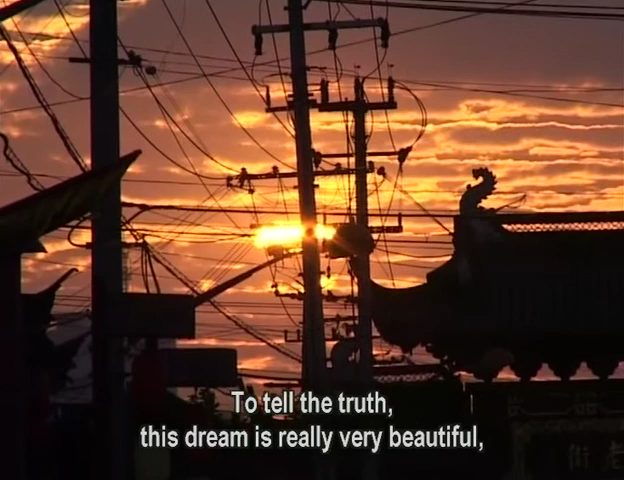 To tell the truth,
this dream is really very beautiful,